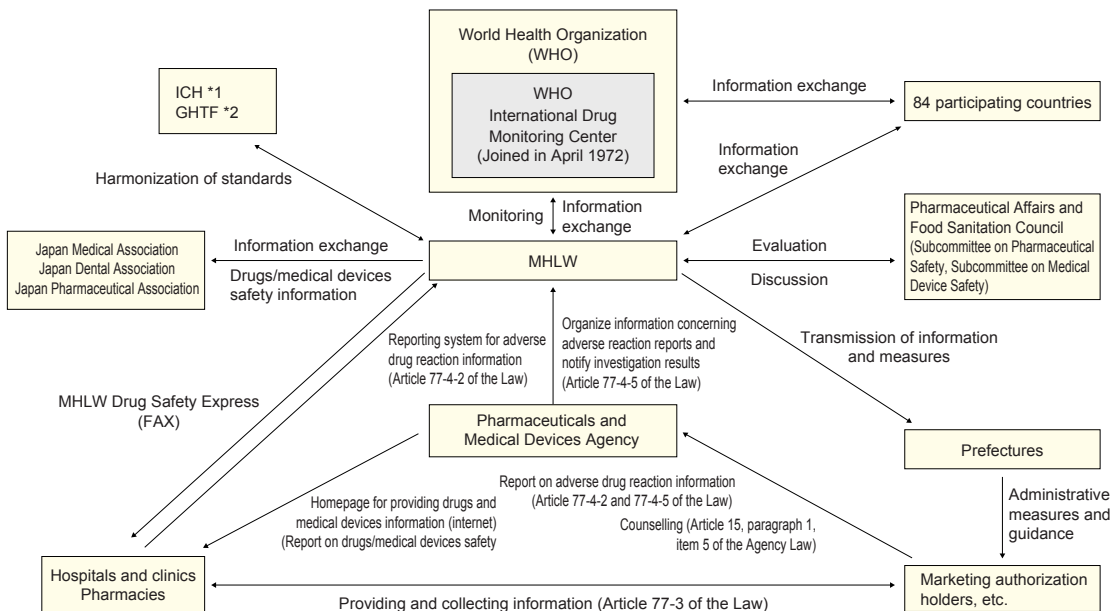 World Health Organization
(WHO)
WHO
International Drug
Monitoring Center
(Joined in April 1972)
ICH *1
GHTF *2
Information exchange
84 participating countries
Information
exchange
Harmonization of standards
Monitoring
Information
exchange
Japan Medical Association
Japan Dental Association
Japan Pharmaceutical Association
Information exchange
Drugs/medical devices
safety information
MHLW
Evaluation
Discussion
Pharmaceutical Affairs and
Food Sanitation Council
(Subcommittee on Pharmaceutical
Safety, Subcommittee on Medical
Device Safety)
Reporting system for adverse
drug reaction information
(Article 77-4-2 of the Law)
Organize information concerning
adverse reaction reports and
notify investigation results
(Article 77-4-5 of the Law)
Transmission of information
and measures
MHLW Drug Safety Express
(FAX)
Pharmaceuticals and
Medical Devices Agency
Prefectures
Report on adverse drug reaction information
(Article 77-4-2 and 77-4-5 of the Law)
Counselling (Article 15, paragraph 1,
item 5 of the Agency Law)
Homepage for providing drugs and
medical devices information (internet)
(Report on drugs/medical devices safety
Administrative
measures and
guidance
Hospitals and clinics
Pharmacies
Providing and collecting information (Article 77-3 of the Law)
Marketing authorization
holders, etc.